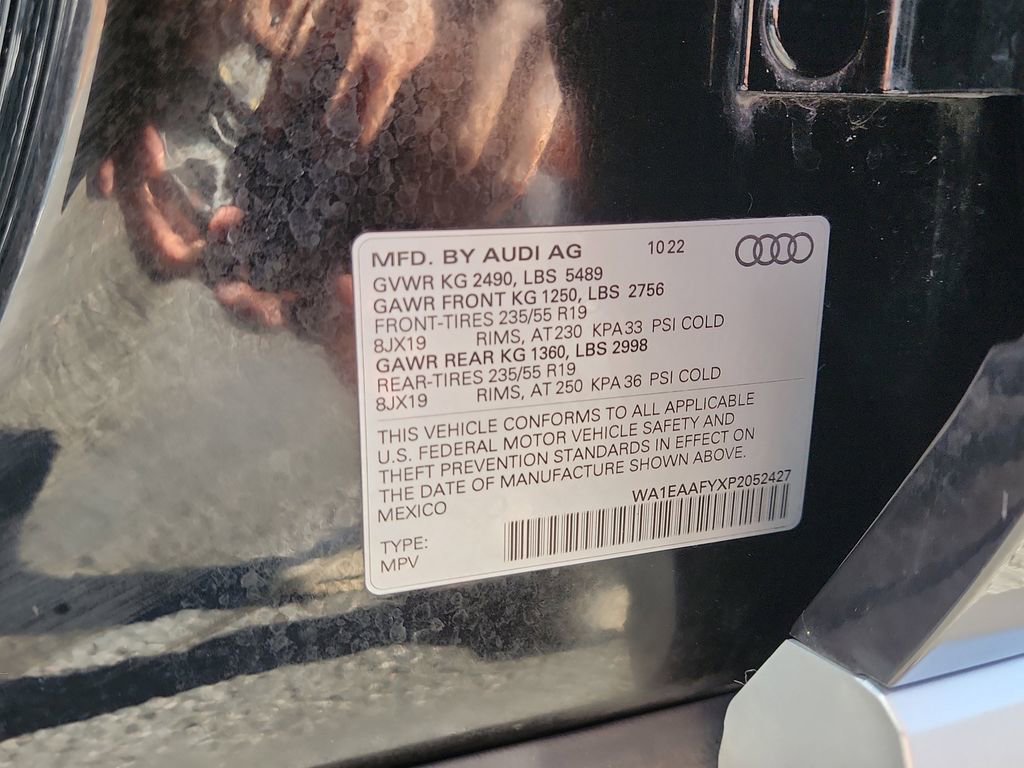 MFD. BY AUDI AG 10 22
GVWR KG 2490, LBS 5489
GAWR FRONT KG 1250, LBS 2756
FRONT-TIRES 235/55 R19
8JX19 RIMS, AT 230 KPA 33 PSI COLD
GAWR REAR KG 1360, LBS 2998
REAR-TIRES 235/55 R19
8JX19 RIMS, AT 250 KPA 36 PSI COLD
THIS VEHICLE CONFORMS TO ALL APPLICABLE
U.S. FEDERAL MOTOR VEHICLE SAFETY AND
THEFT PREVENTION STANDARDS IN EFFECT ON
THE DATE OF MANUFACTURE SHOWN ABOVE.
MEXICO WA1EAAFYXP2052427
TYPE:
MPV